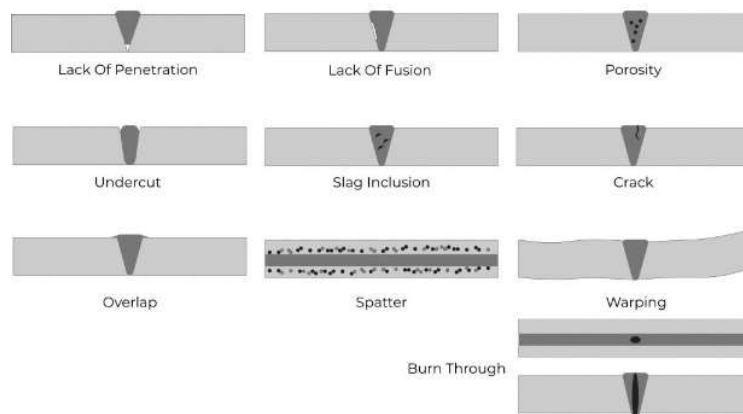 Lack Of Penetration
Lack Of Fusion
Porosity
Undercut
Slag Inclusion
Crack
Overlap
Spatter
Warping
Burn Through